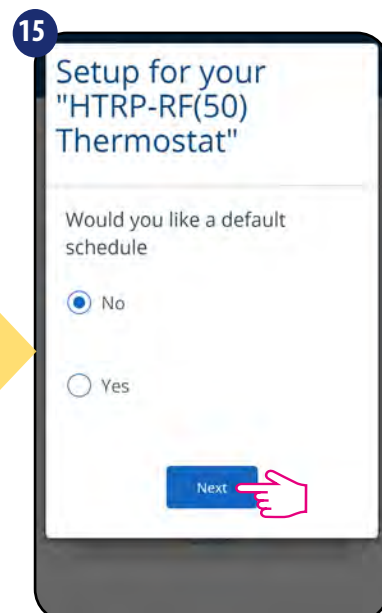 15
Setup for your
"HTRP-RF(50)
Thermostat"
Would you like a default
schedule
No
Yes
Next